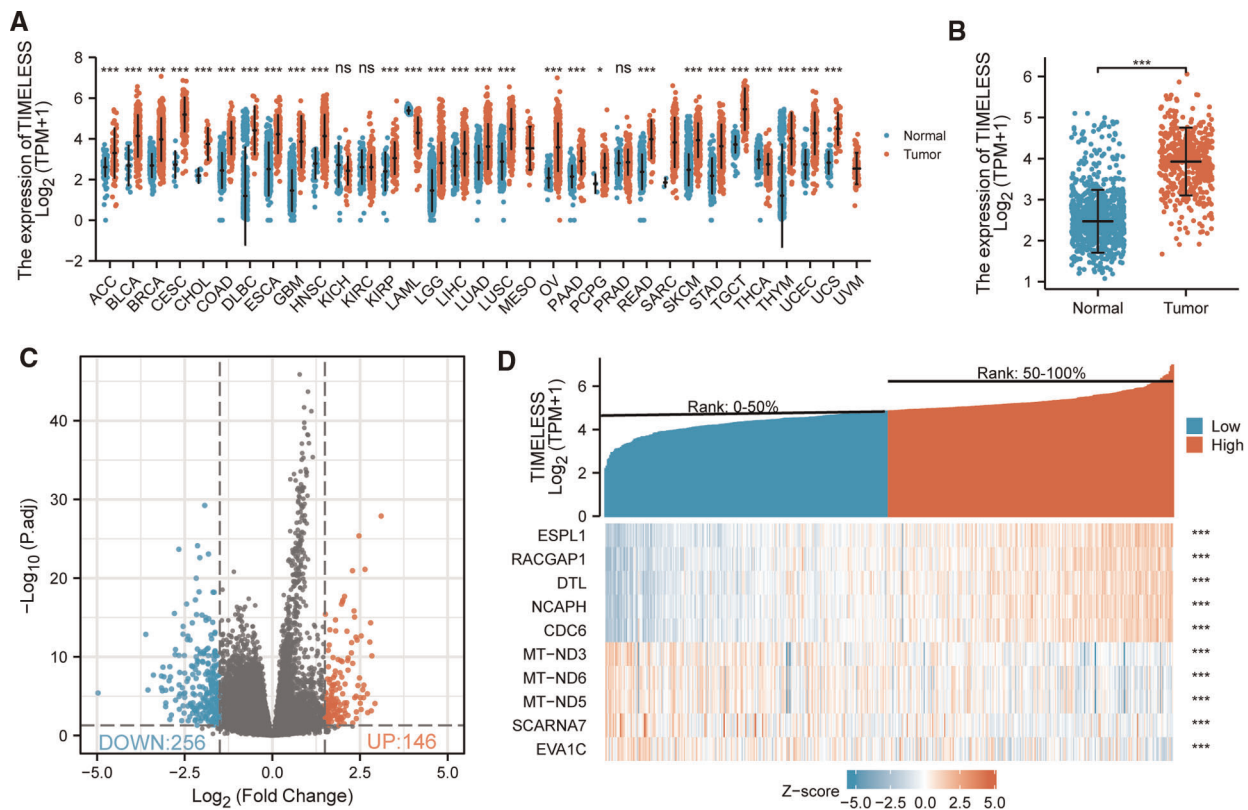 A
The expression of TIMELESS
Log2 (TPM+1)
8
6
4
2
0
−2
*** *** *** *** *** *** *** *** *** *** ns ns *** *** *** *** *** *** *** *** * ns *** *** *** *** *** *** *** ***
ACC BLCA BRCA CESC CHOL COAD DLBC ESCA GBM HNSC KICH KIRC KIRP LAML LGG LIHC LUAD LUSC MESO OV PAAD PCPG PRAD READ SARC SKCM STAD TGCT THCA THYM UCEC UCS UVM
Normal
Tumor
B
The expression of TIMELESS
Log2 (TPM+1)
***
7
6
5
4
3
2
1
Normal Tumor
C
−Log10 (P.adj)
40
30
20
10
0
DOWN:256 UP:146
−5.0 −2.5 0.0 2.5 5.0
Log2 (Fold Change)
D
TIMELESS
Log2 (TPM+1)
6
4
2
0
Rank: 0-50%
Rank: 50-100%
Low
High
ESPL1 ***
RACGAP1 ***
DTL ***
NCAPH ***
CDC6 ***
MT−ND3 ***
MT−ND6 ***
MT−ND5 ***
SCARNA7 ***
EVA1C ***
Z-score
−5.0 −2.5 0.0 2.5 5.0